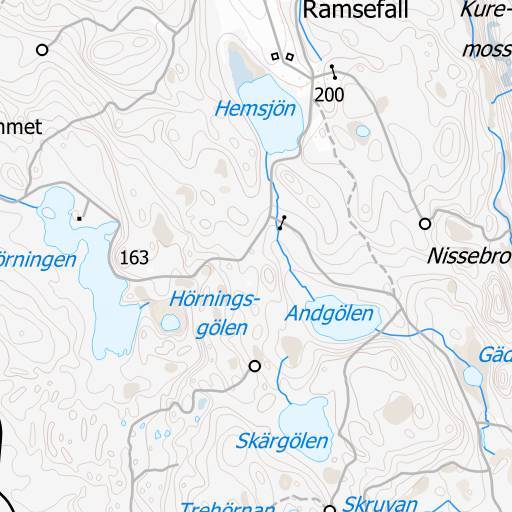 Ramsefall
Kure-
moss
Hemsjön
200
mmet
Nissebro
163
örningen
Hörnings-
gölen
Andgölen
Gäd
Skärgölen
Trehörnan
Skruvan